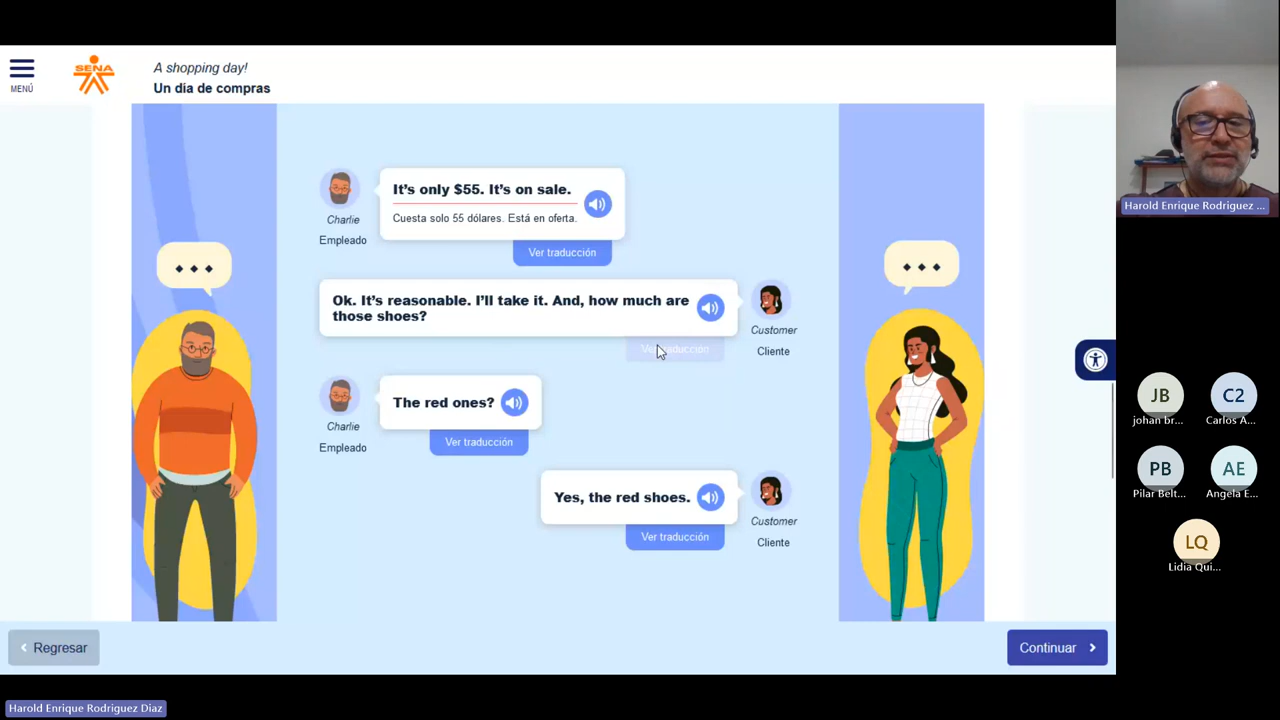 MENÚ
SENA
A shopping day!
Un día de compras
It's only $55. It's on sale.
Cuesta solo 55 dólares. Está en oferta.
Charlie
Empleado
Ver traducción
Ok. It's reasonable. I'll take it. And, how much are
those shoes?
Customer
Cliente
Ver traducción
The red ones?
Charlie
Empleado
Ver traducción
Yes, the red shoes.
Customer
Cliente
Ver traducción
Regresar
Continuar
Harold Enrique Rodriguez ...
JB
johan br...
C2
Carlos A...
PB
Pilar Belt...
AE
Angela E...
LQ
Lidia Qui...
Harold Enrique Rodriguez Diaz